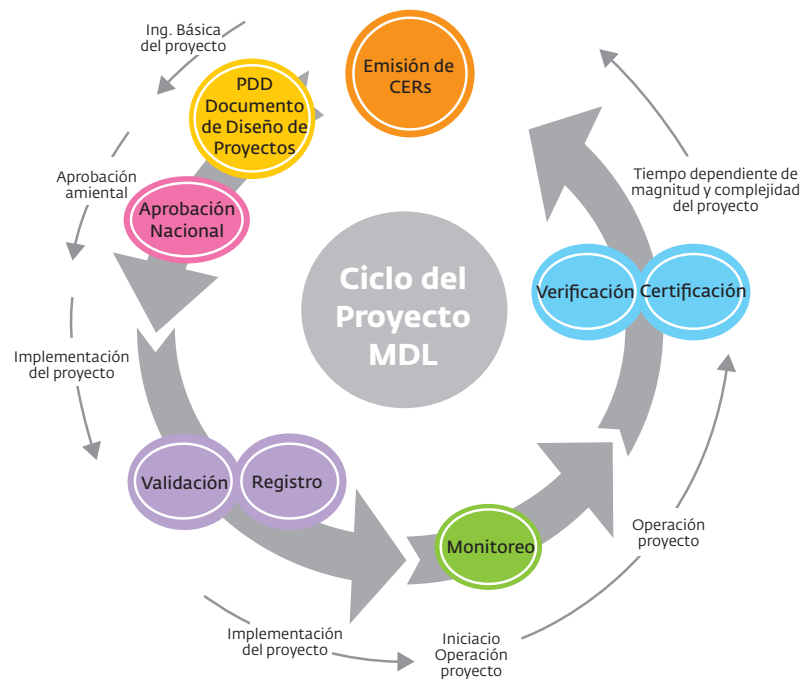 Ing. Básica
del proyecto
PDD
Documento
de Diseño de
Proyectos
Emisión de
CERs
Aprobación
amiental
Aprobación
Nacional
Tiempo dependiente de
magnitud y complejidad
del proyecto
Ciclo del
Proyecto
MDL
Verificación
Certificación
Implementación
del proyecto
Validación
Registro
Monitoreo
Operación
proyecto
Implementación
del proyecto
Iniciacio
Operación
proyecto